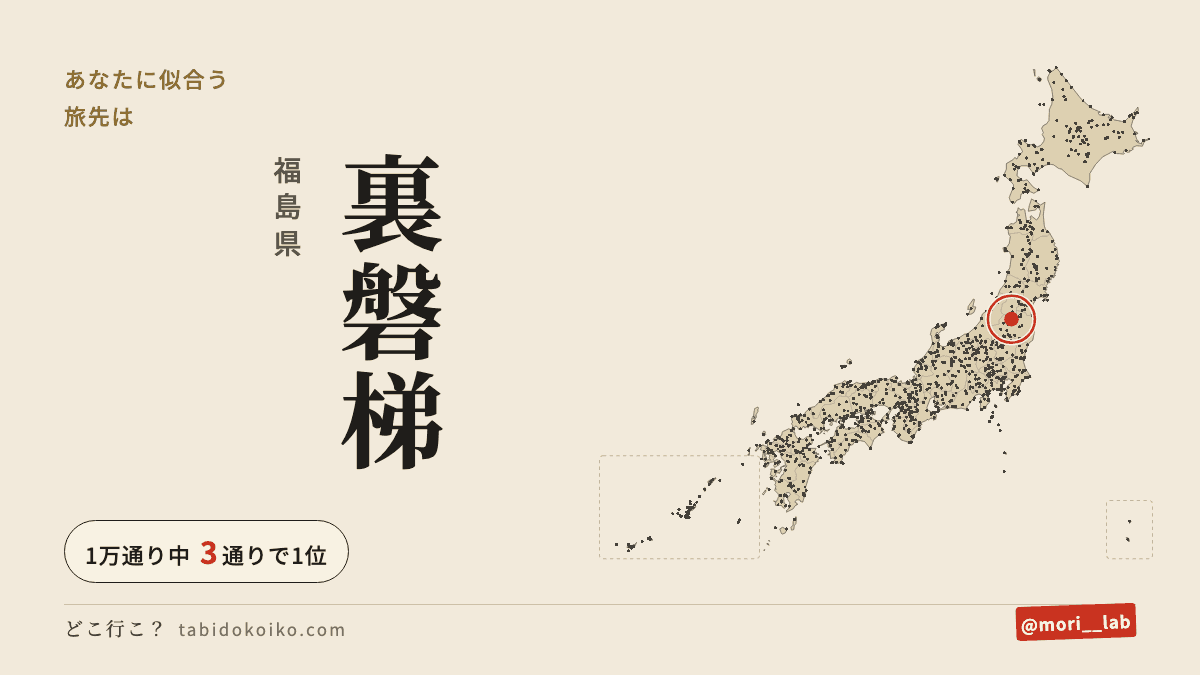 あなたに似合う
旅先は
裏磐梯
福島県
1万通り中 3通りで1位
どこ行こ? tabidokoiko.com
@mori__lab